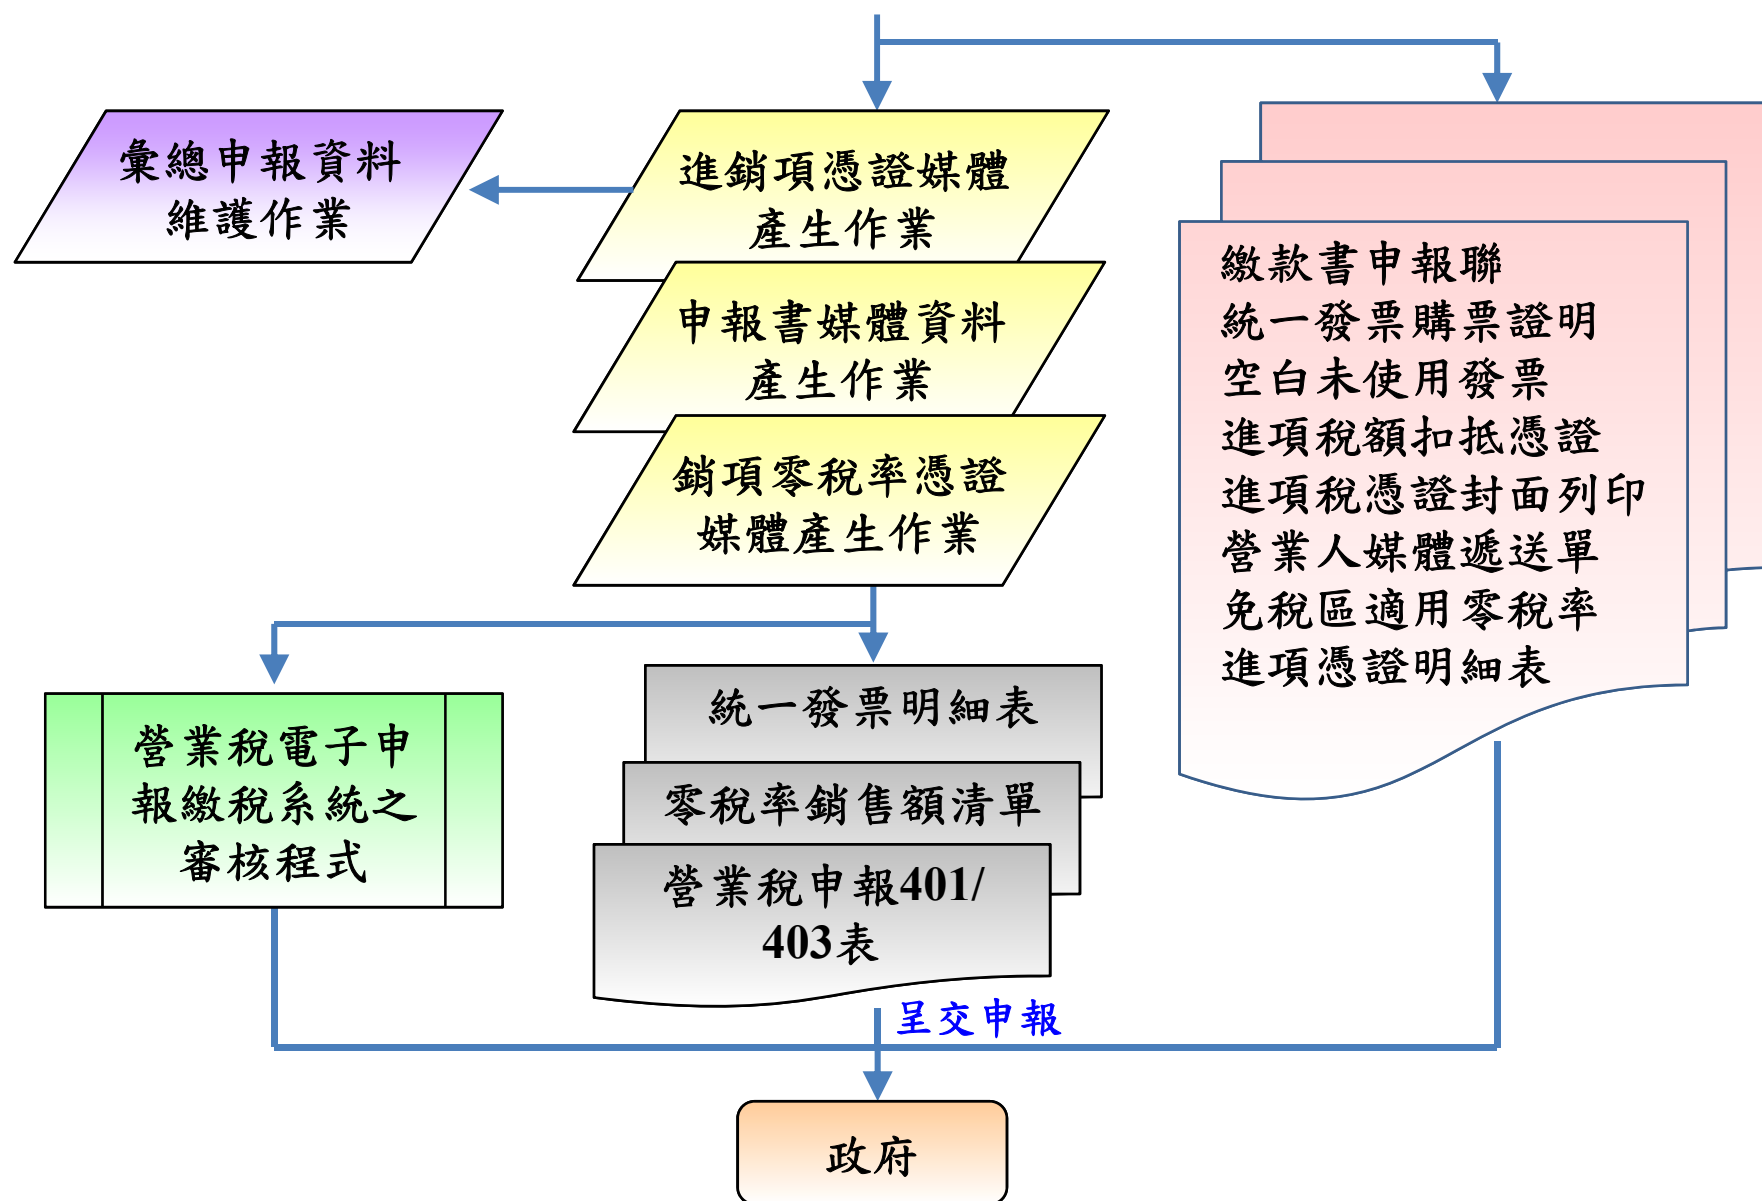 彙總申報資料
維護作業
進銷項憑證媒體
產生作業
申報書媒體資料
產生作業
銷項零稅率憑證
媒體產生作業
繳款書申報聯
統一發票購票證明
空白未使用發票
進項稅額扣抵憑證
進項稅憑證封面列印
營業人媒體遞送單
免稅區適用零稅率
進項憑證明細表
營業稅電子申
報繳稅系統之
審核程式
統一發票明細表
零稅率銷售額清單
營業稅申報401/
403表
呈交申報
政府